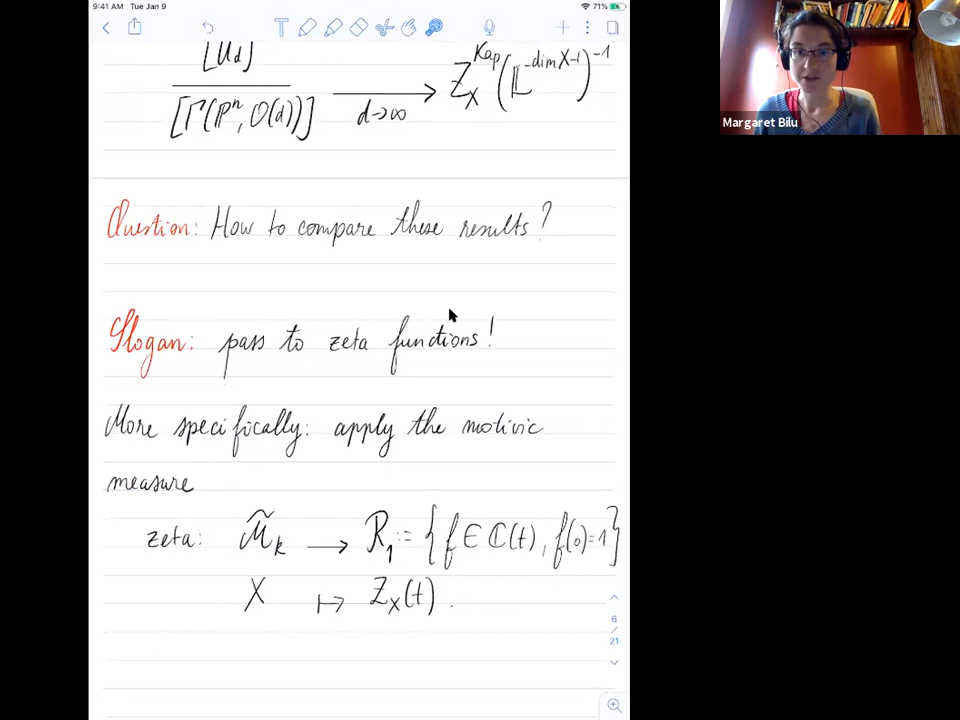 9:41 AM Tue Jan 9
71%
[U_d]
[Γ(ℙ^n, O(d))]
d→∞
Z_X^Kap (𝕃^{-dim X-1})^{-1}
Margaret Bilu
Question: How to compare these results?
Slogan: pass to zeta functions!
More specifically: apply the motivic
measure
zeta: M̃_k → R_1 := {f ∈ ℂ(t), f(0)=1}
X ↦ Z_X(t).
6
/
21